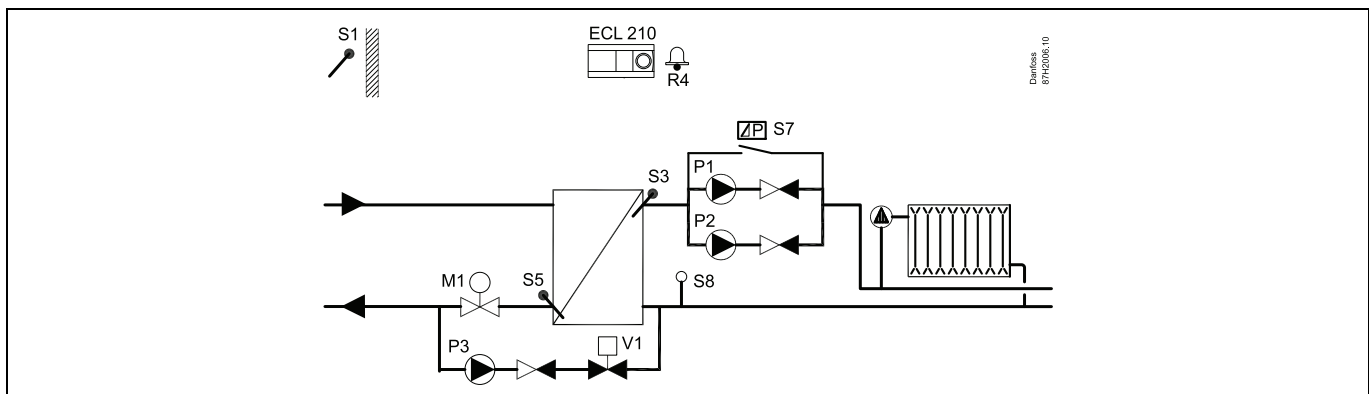 S1
ECL 210
R4
Danfoss
87H2006.10
P S7
P1
S3
P2
M1
S5
S8
P3
V1